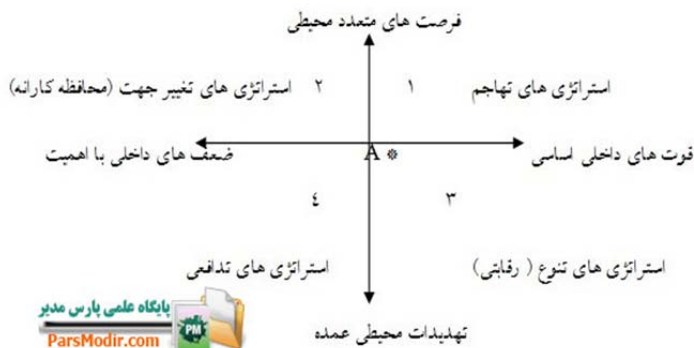 فرصت های متعدد محیطی
استراتژی های تهاجم ۱ ۲ استراتژی های تغییر جهت (محافظه کارانه)
قوت های داخلی اساسی A ضعف های داخلی با اهمیت
۳ ٤
استراتژی های تنوع ( رقابتی) استراتژی های تدافعی
تهدیدات محیطی عمده
پایگاه علمی پارس مدیر
PM
ParsModir.com